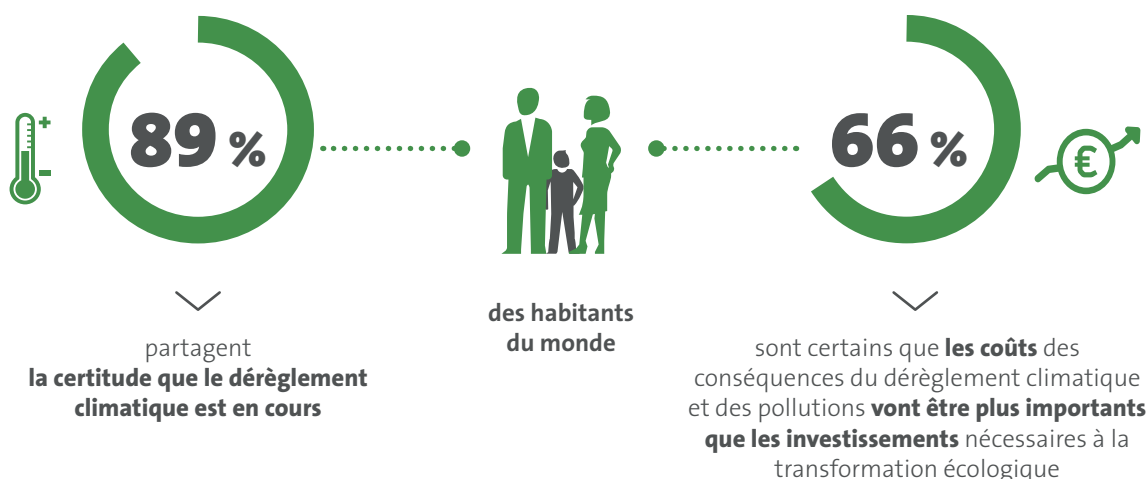 89 %
partagent
la certitude que le dérèglement
climatique est en cours
des habitants
du monde
66 %
€
sont certains que les coûts des
conséquences du dérèglement climatique
et des pollutions vont être plus importants
que les investissements nécessaires à la
transformation écologique